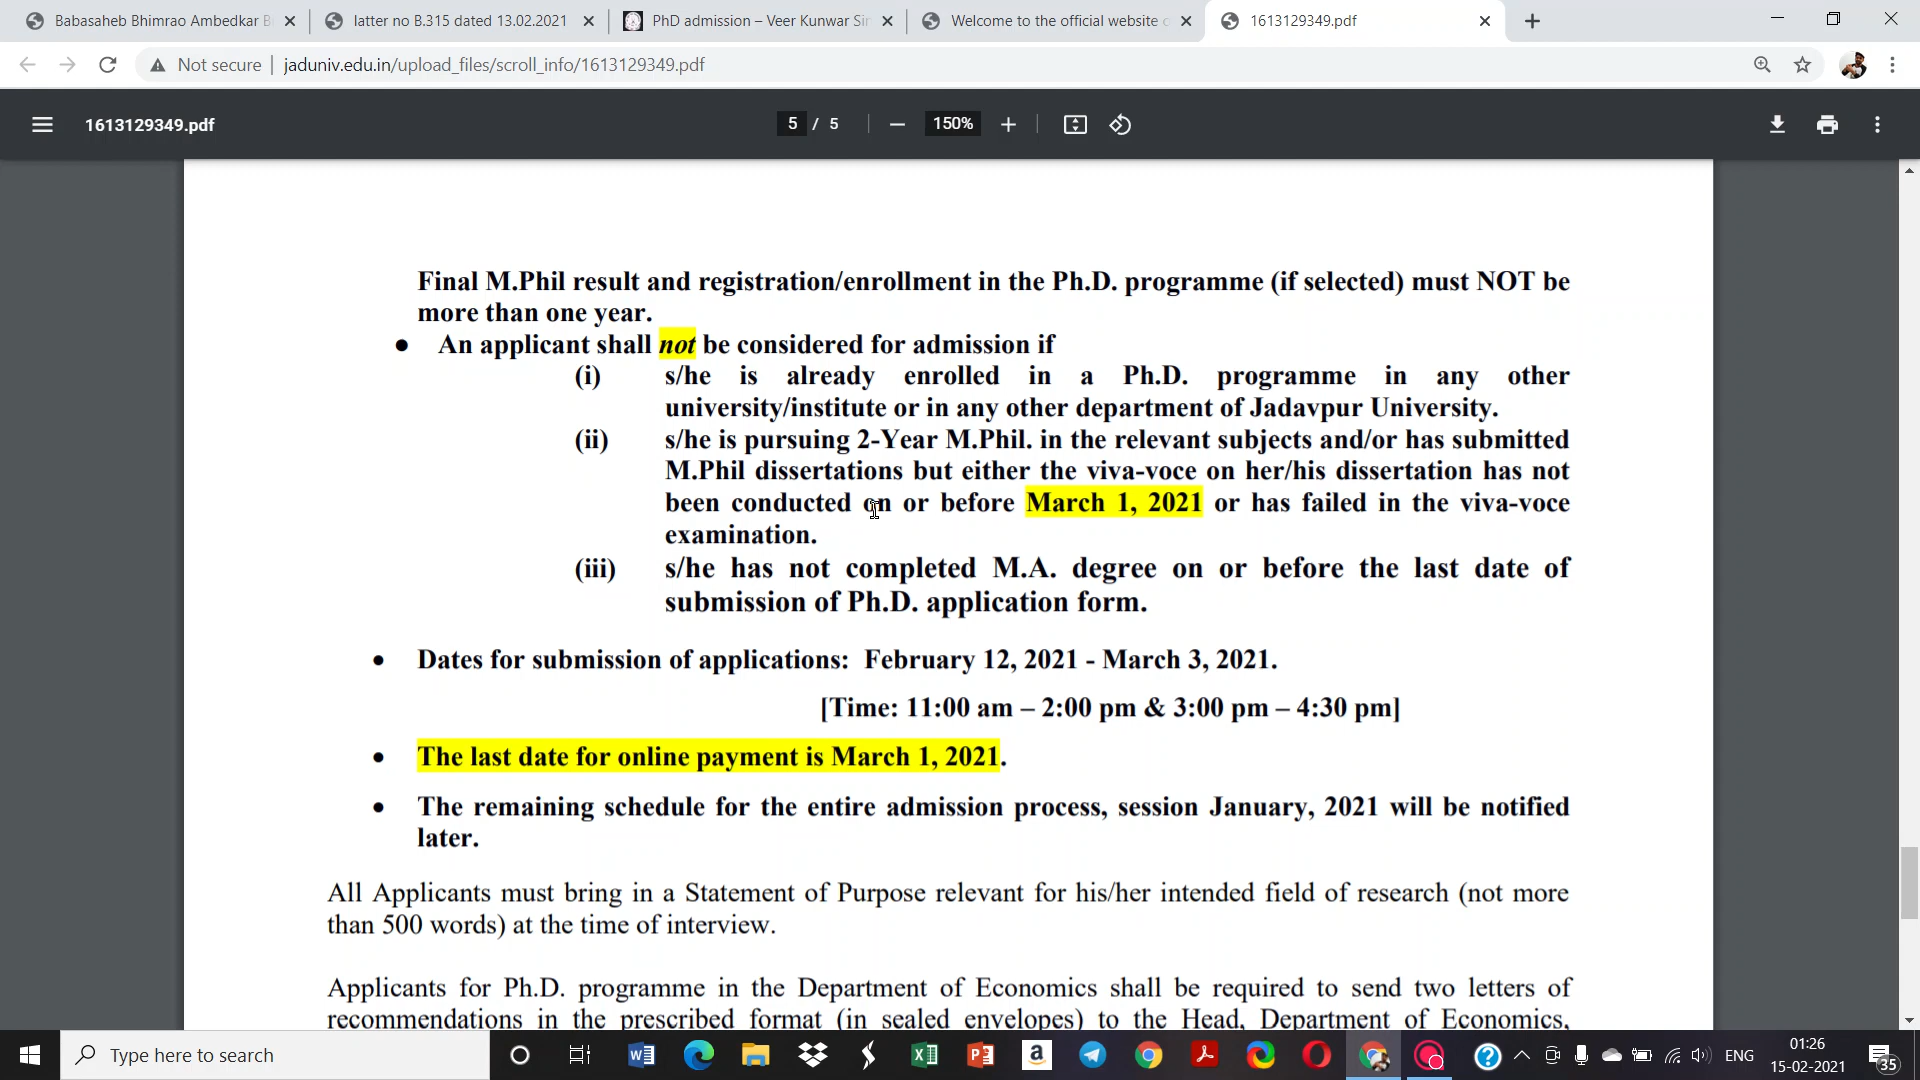 Babasaheb Bhimrao Ambedkar B
latter no B.315 dated 13.02.2021
PhD admission – Veer Kunwar Sin
Welcome to the official website o
1613129349.pdf
Not secure
jaduniv.edu.in/upload_files/scroll_info/1613129349.pdf
1613129349.pdf
5 / 5
150%
Final M.Phil result and registration/enrollment in the Ph.D. programme (if selected) must NOT be
more than one year.
• An applicant shall not be considered for admission if
(i) s/he is already enrolled in a Ph.D. programme in any other
university/institute or in any other department of Jadavpur University.
(ii) s/he is pursuing 2-Year M.Phil. in the relevant subjects and/or has submitted
M.Phil dissertations but either the viva-voce on her/his dissertation has not
been conducted on or before March 1, 2021 or has failed in the viva-voce
examination.
(iii) s/he has not completed M.A. degree on or before the last date of
submission of Ph.D. application form.
• Dates for submission of applications: February 12, 2021 - March 3, 2021.
[Time: 11:00 am – 2:00 pm & 3:00 pm – 4:30 pm]
• The last date for online payment is March 1, 2021.
• The remaining schedule for the entire admission process, session January, 2021 will be notified
later.
All Applicants must bring in a Statement of Purpose relevant for his/her intended field of research (not more
than 500 words) at the time of interview.
Applicants for Ph.D. programme in the Department of Economics shall be required to send two letters of
recommendations in the prescribed format (in sealed envelopes) to the Head, Department of Economics,
Type here to search
ENG
01:26
15-02-2021
35